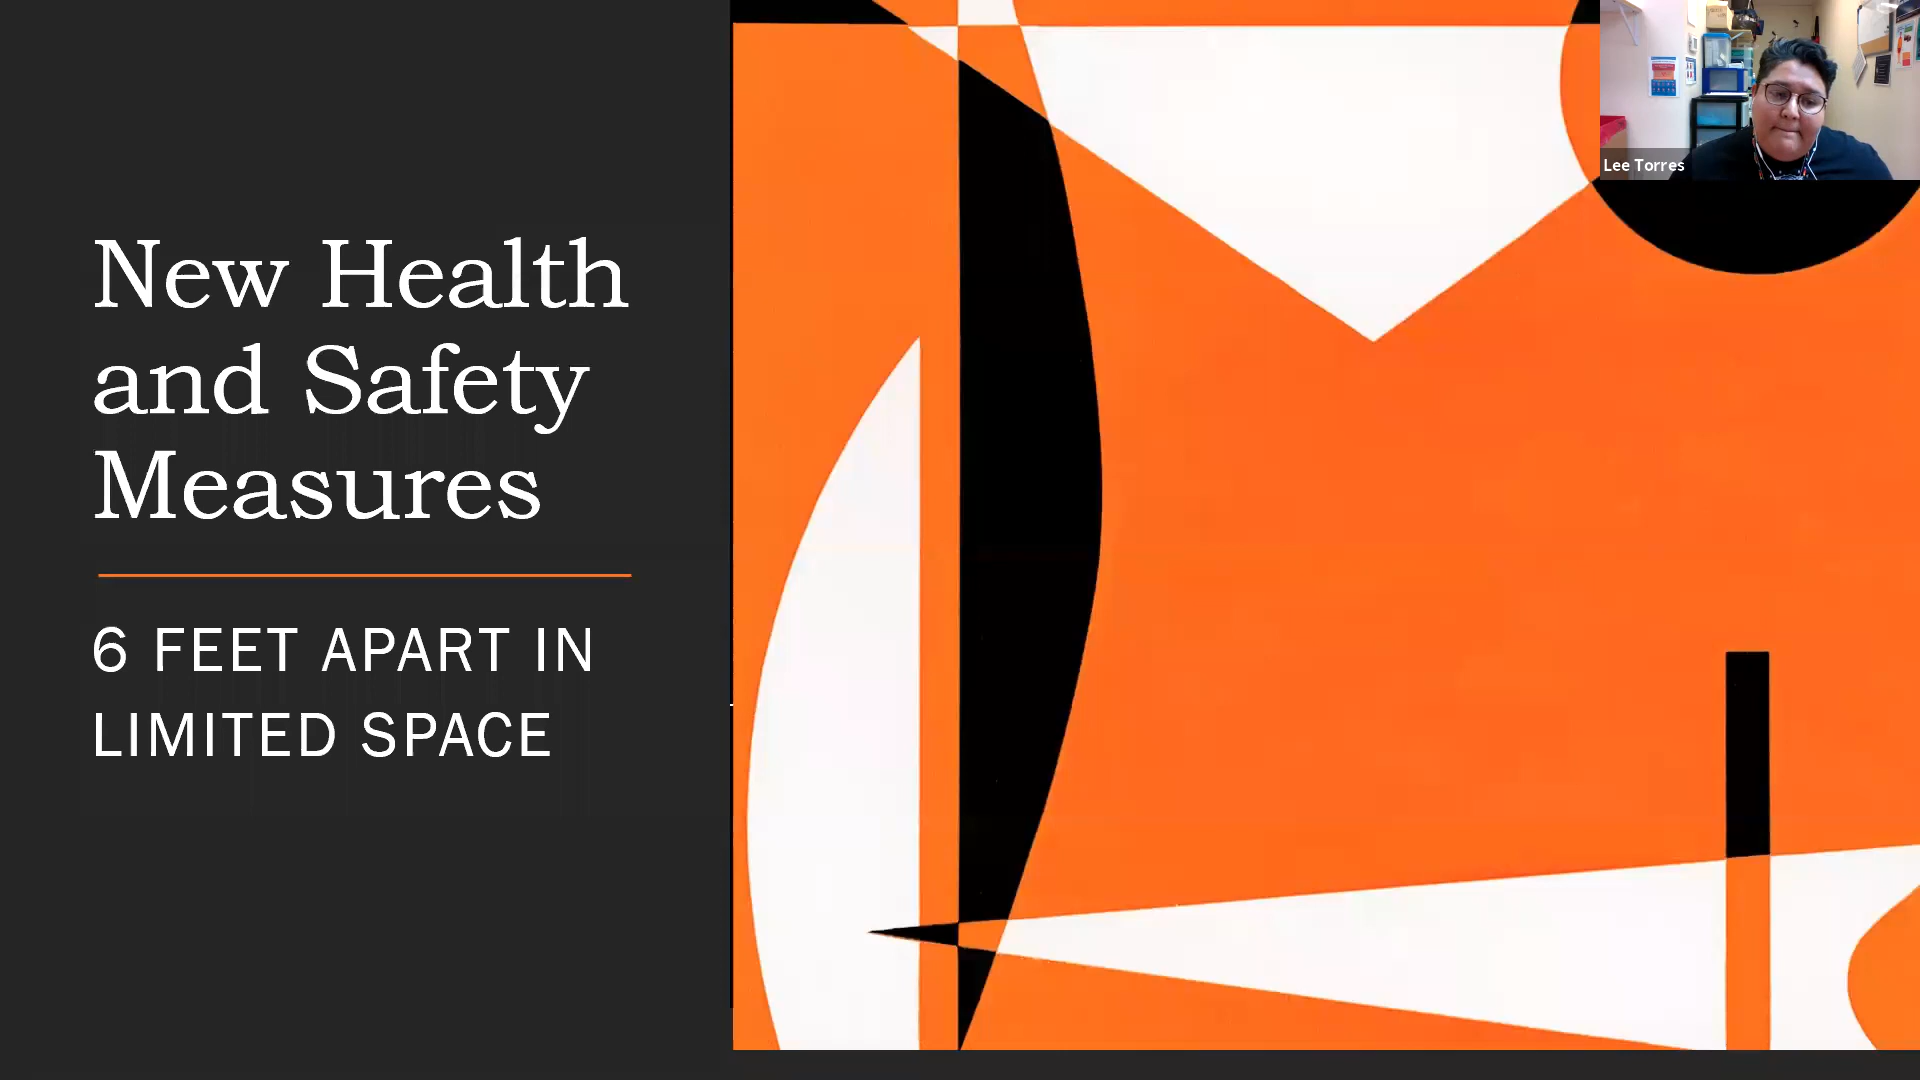 New Health
and Safety
Measures
6 FEET APART IN
LIMITED SPACE
Lee Torres